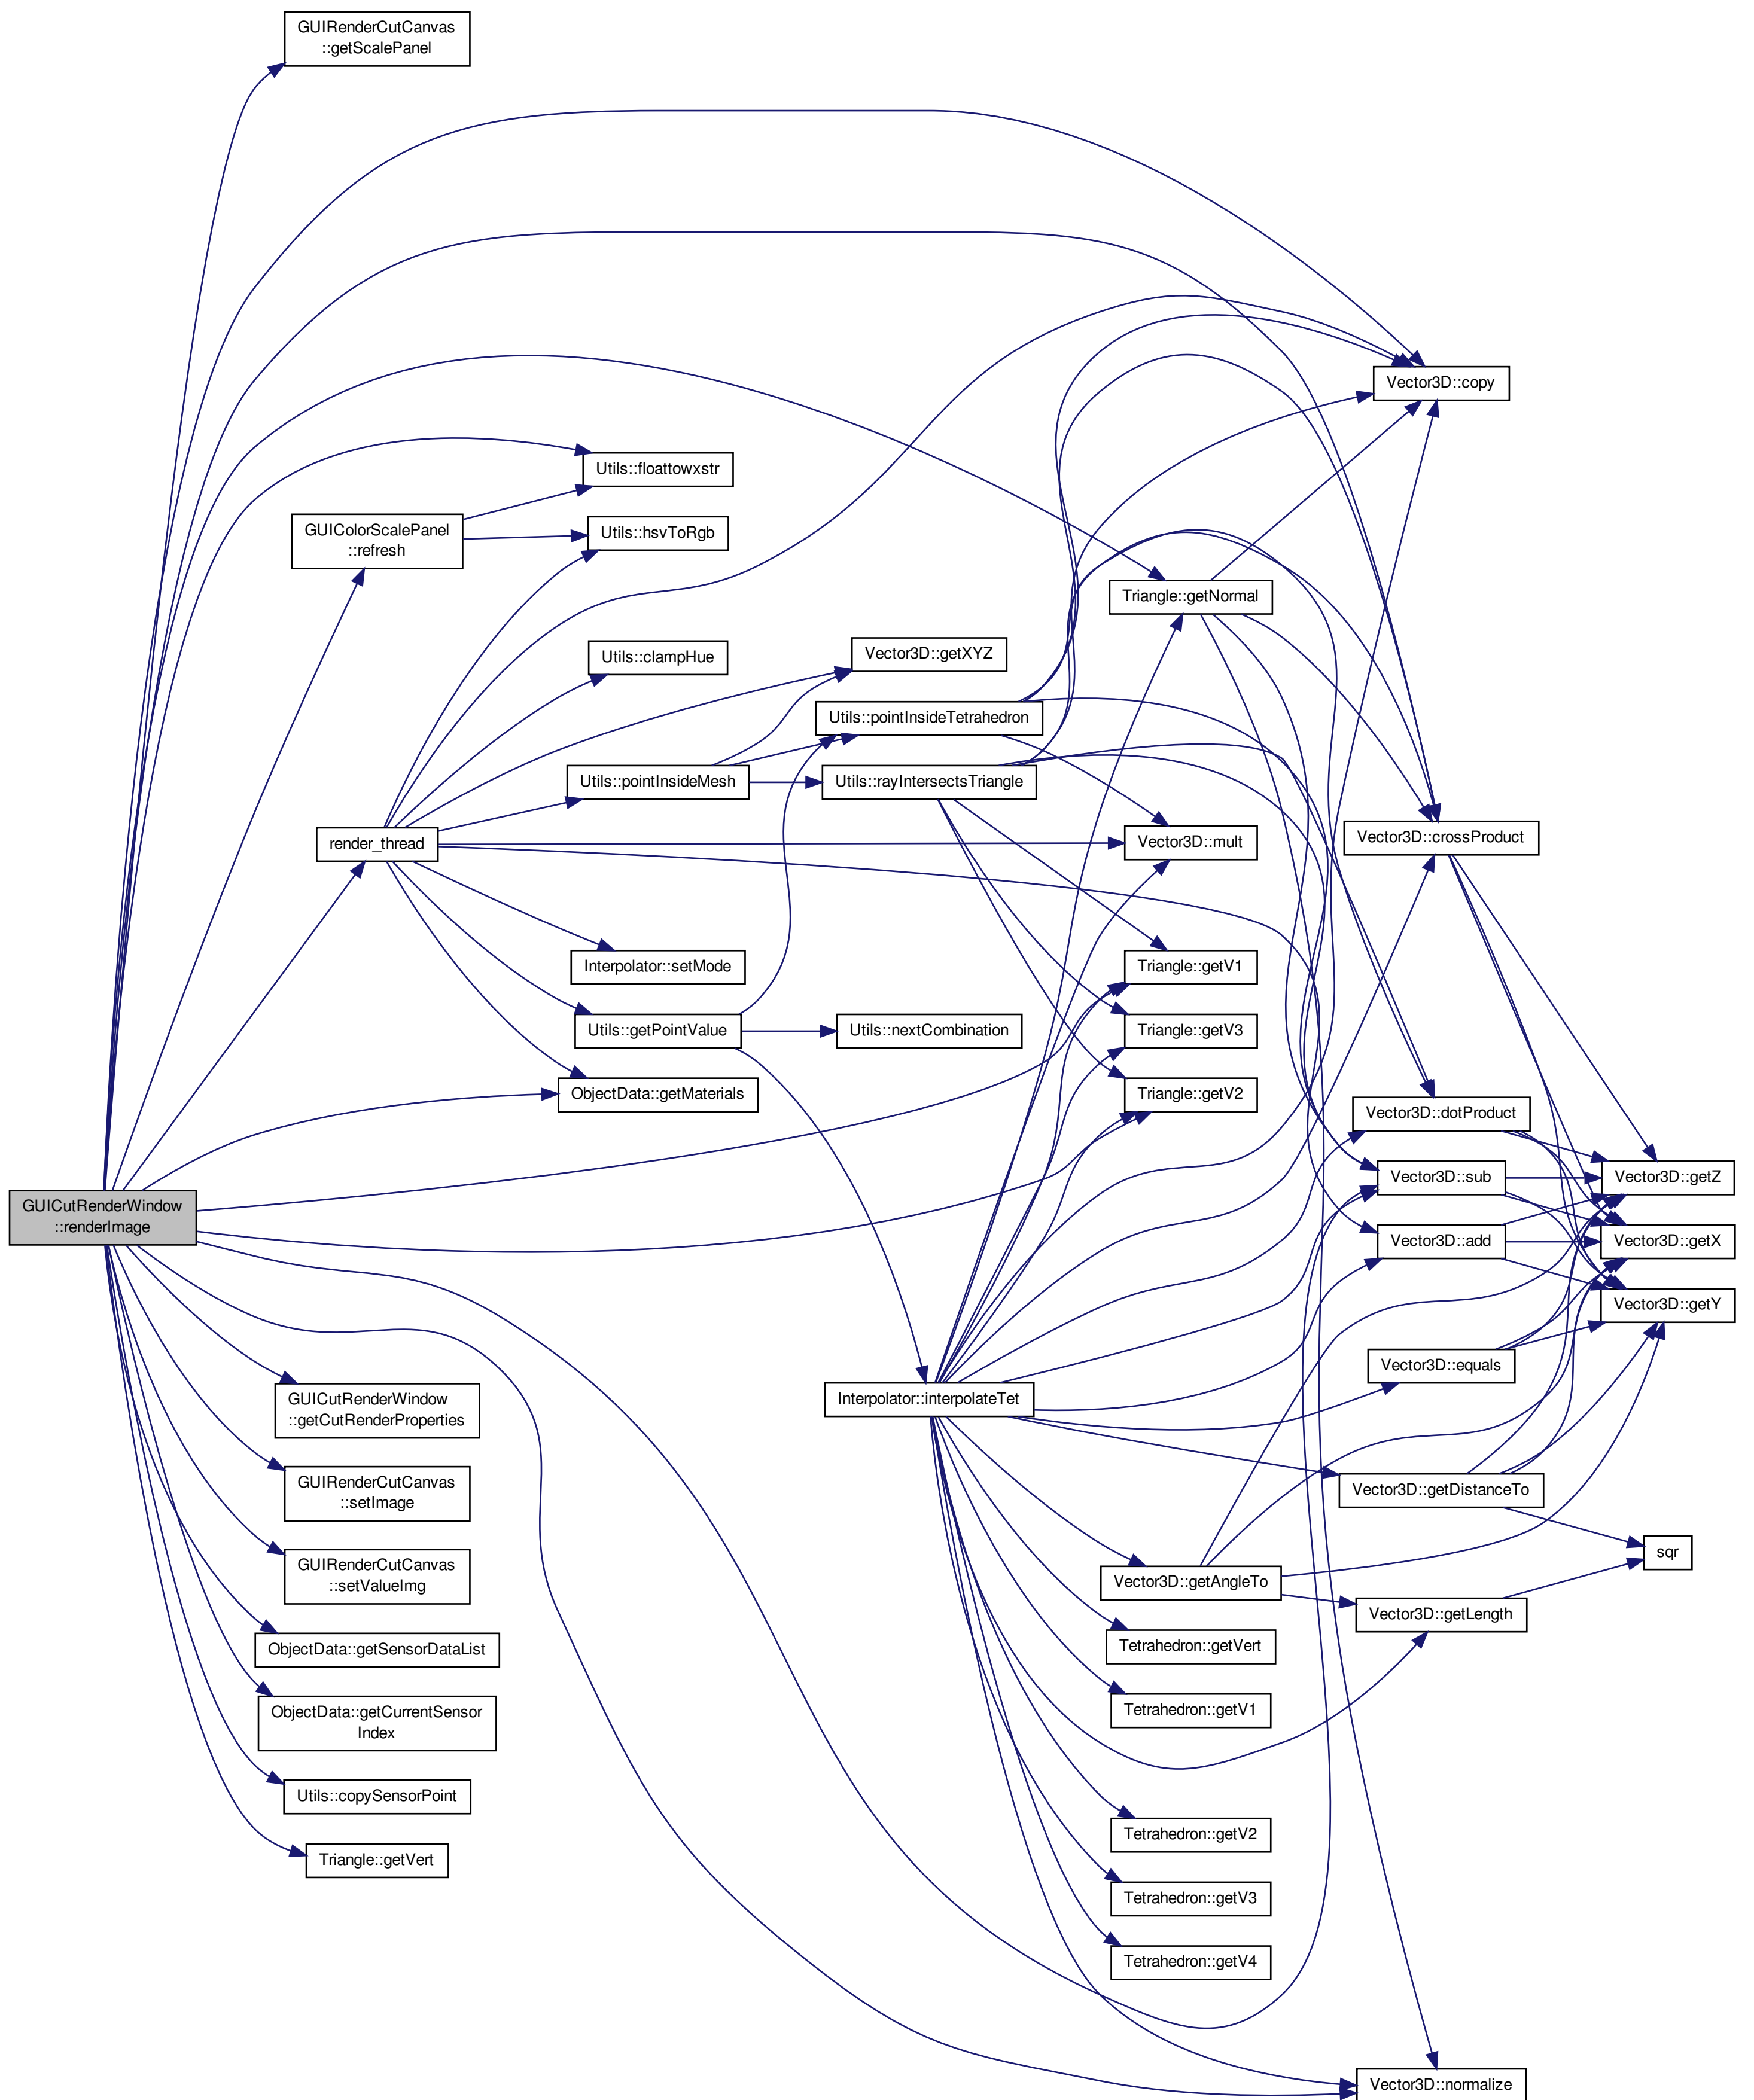 GUIRenderCutCanvas
::getScalePanel
Vector3D::copy
Utils::floattowxstr
GUIColorScalePanel
::refresh
Utils::hsvToRgb
Triangle::getNormal
Utils::clampHue
Vector3D::getXYZ
Utils::pointInsideTetrahedron
Utils::pointInsideMesh
Utils::rayIntersectsTriangle
render_thread
Vector3D::mult
Vector3D::crossProduct
Interpolator::setMode
Triangle::getV1
Utils::getPointValue
Utils::nextCombination
Triangle::getV3
ObjectData::getMaterials
Triangle::getV2
Vector3D::dotProduct
Vector3D::sub
Vector3D::getZ
GUICutRenderWindow
::renderImage
Vector3D::add
Vector3D::getX
Vector3D::getY
Vector3D::equals
GUICutRenderWindow
::getCutRenderProperties
Interpolator::interpolateTet
GUIRenderCutCanvas
::setImage
Vector3D::getDistanceTo
sqr
GUIRenderCutCanvas
::setValueImg
Vector3D::getAngleTo
Vector3D::getLength
ObjectData::getSensorDataList
Tetrahedron::getVert
ObjectData::getCurrentSensor
Index
Tetrahedron::getV1
Utils::copySensorPoint
Tetrahedron::getV2
Triangle::getVert
Tetrahedron::getV3
Tetrahedron::getV4
Vector3D::normalize